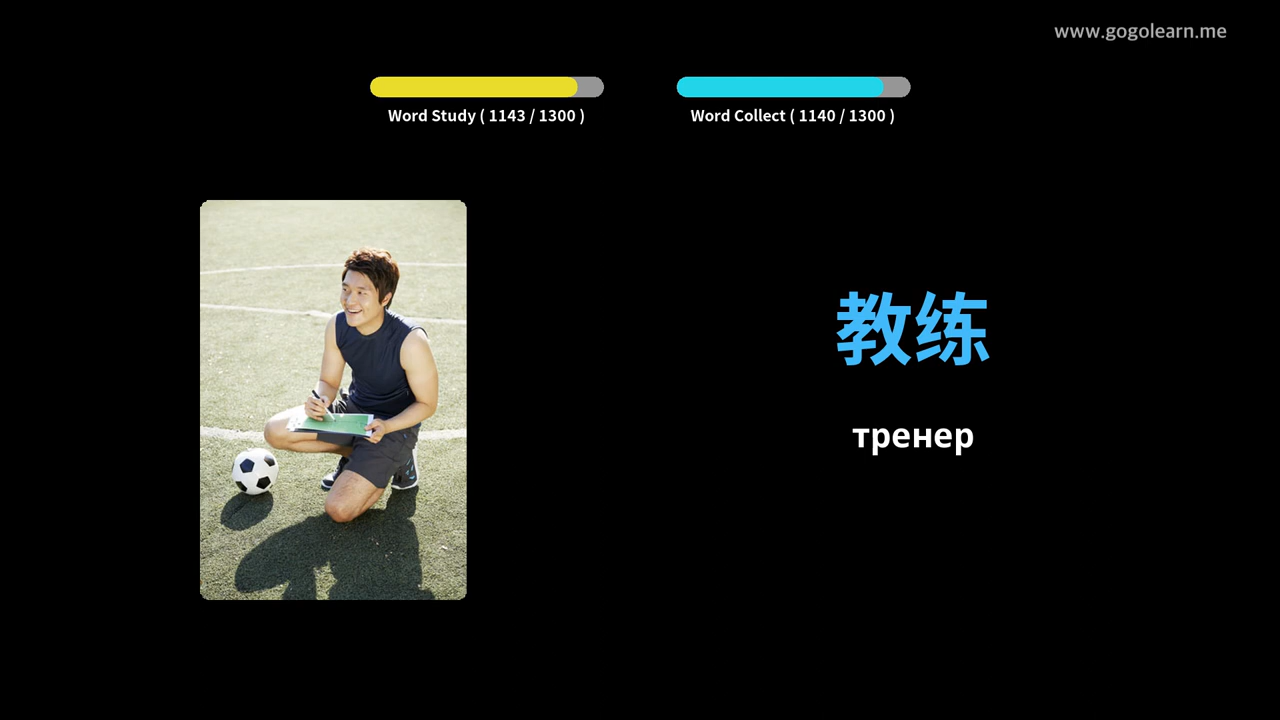 www.gogolearn.me
Word Study ( 1143 / 1300 )
Word Collect ( 1140 / 1300 )
教练
тренер